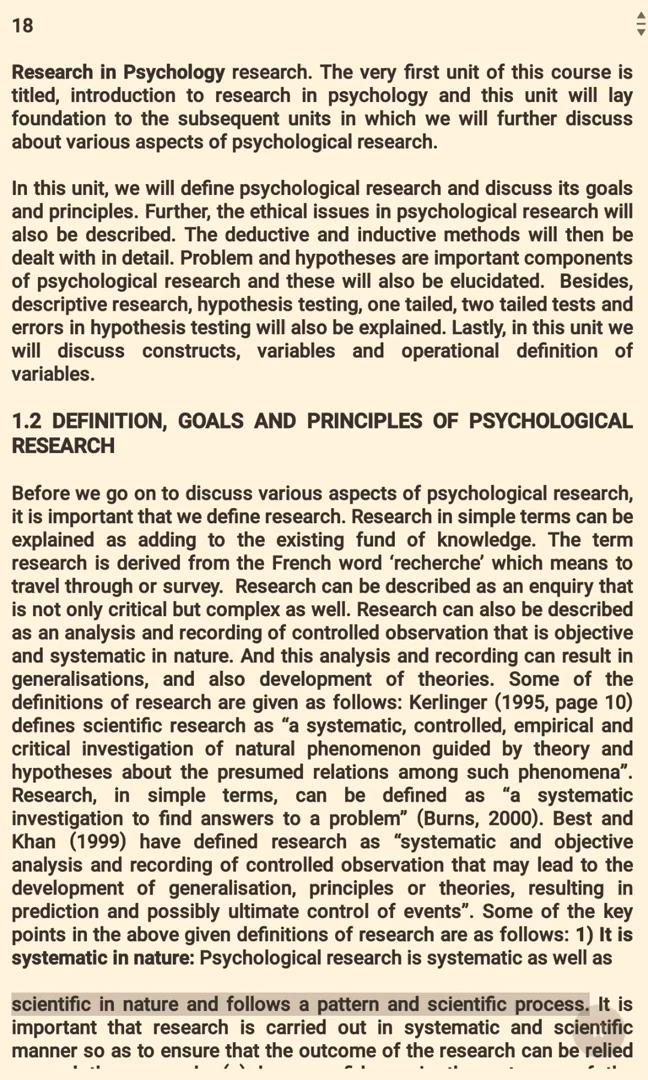 18
Research in Psychology research. The very first unit of this course is
titled, introduction to research in psychology and this unit will lay
foundation to the subsequent units in which we will further discuss
about various aspects of psychological research.
In this unit, we will define psychological research and discuss its goals
and principles. Further, the ethical issues in psychological research will
also be described. The deductive and inductive methods will then be
dealt with in detail. Problem and hypotheses are important components
of psychological research and these will also be elucidated. Besides,
descriptive research, hypothesis testing, one tailed, two tailed tests and
errors in hypothesis testing will also be explained. Lastly, in this unit we
will discuss constructs, variables and operational definition of
variables.
1.2 DEFINITION, GOALS AND PRINCIPLES OF PSYCHOLOGICAL
RESEARCH
Before we go on to discuss various aspects of psychological research,
it is important that we define research. Research in simple terms can be
explained as adding to the existing fund of knowledge. The term
research is derived from the French word ‘recherche’ which means to
travel through or survey. Research can be described as an enquiry that
is not only critical but complex as well. Research can also be described
as an analysis and recording of controlled observation that is objective
and systematic in nature. And this analysis and recording can result in
generalisations, and also development of theories. Some of the
definitions of research are given as follows: Kerlinger (1995, page 10)
defines scientific research as “a systematic, controlled, empirical and
critical investigation of natural phenomenon guided by theory and
hypotheses about the presumed relations among such phenomena”.
Research, in simple terms, can be defined as “a systematic
investigation to find answers to a problem” (Burns, 2000). Best and
Khan (1999) have defined research as “systematic and objective
analysis and recording of controlled observation that may lead to the
development of generalisation, principles or theories, resulting in
prediction and possibly ultimate control of events”. Some of the key
points in the above given definitions of research are as follows: 1) It is
systematic in nature: Psychological research is systematic as well as
scientific in nature and follows a pattern and scientific process. It is
important that research is carried out in systematic and scientific
manner so as to ensure that the outcome of the research can be relied